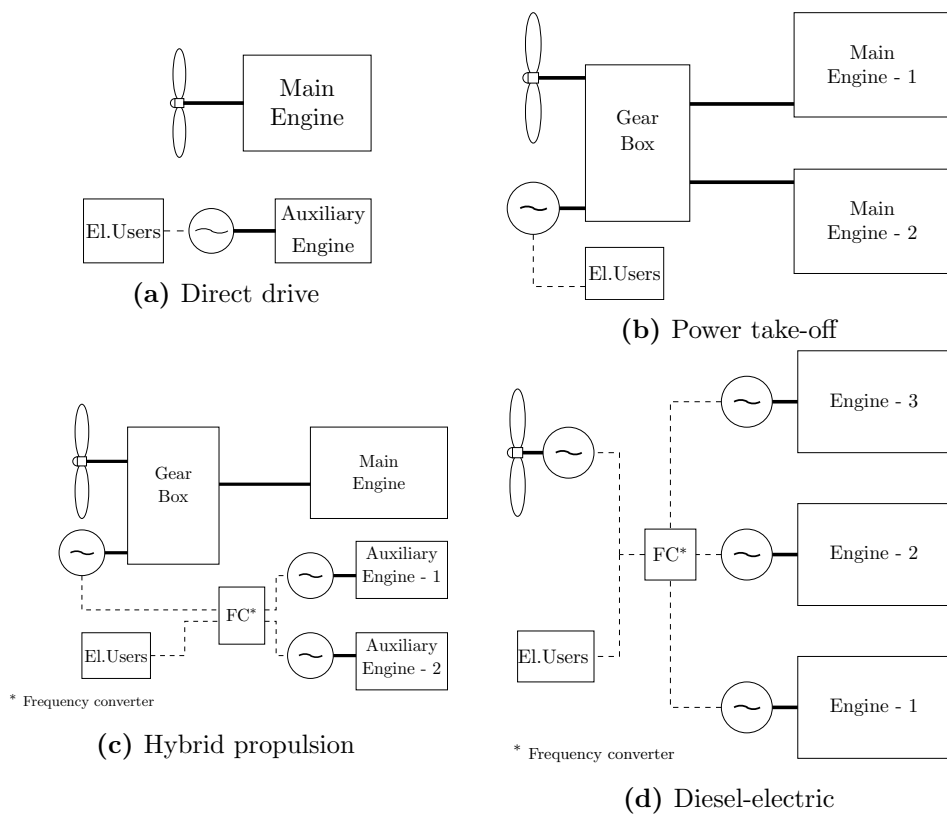 Main
Engine
El.Users
Auxiliary
Engine
(a) Direct drive
Gear
Box
Main
Engine - 1
Main
Engine - 2
El.Users
(b) Power take-off
Gear
Box
Main
Engine
Auxiliary
Engine - 1
FC*
El.Users
Auxiliary
Engine - 2
* Frequency converter
(c) Hybrid propulsion
Engine - 3
FC*
Engine - 2
El.Users
Engine - 1
* Frequency converter
(d) Diesel-electric